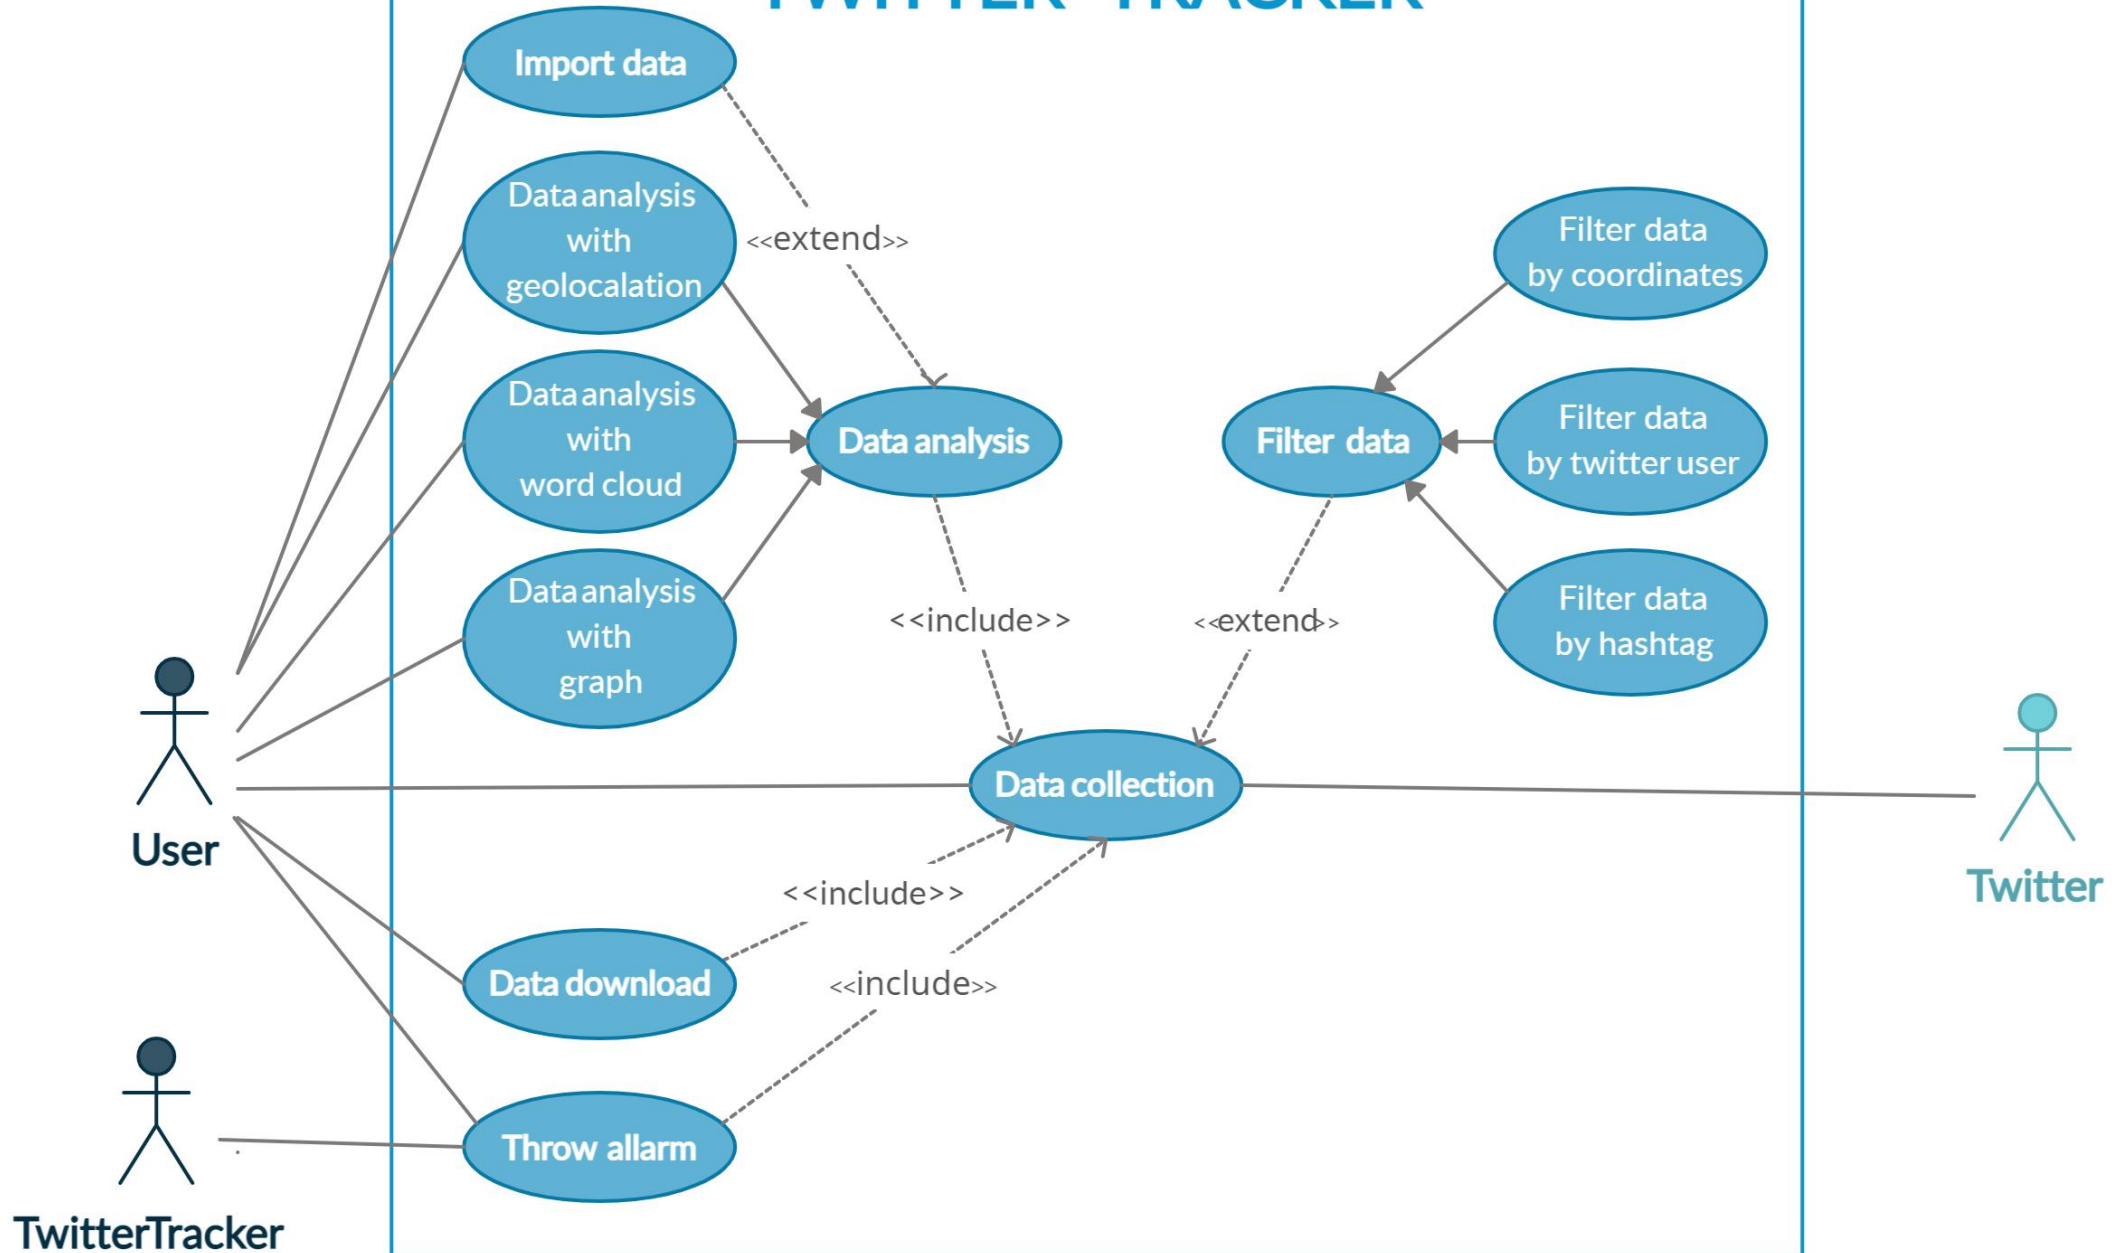 TWITTER TRACKER
Import data
Data analysis
with
geolocalation
<<extend>>
Data analysis
with
word cloud
Data analysis
with
graph
Data analysis
Filter data
Filter data
by coordinates
Filter data
by twitter user
Filter data
by hashtag
<<include>>
<<extend>>
Data collection
User
Twitter
<<include>>
Data download
<<include>>
Throw allarm
TwitterTracker